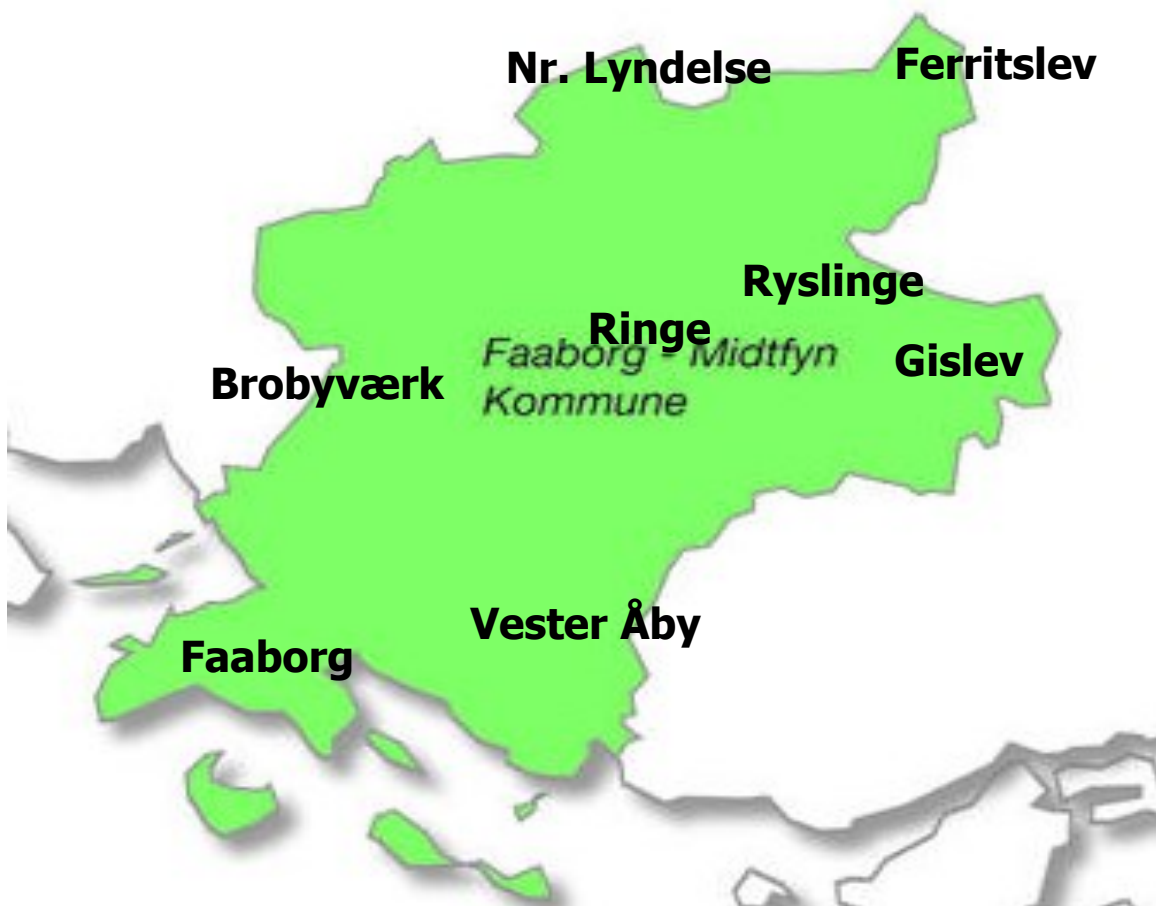 Nr. Lyndelse
Ferritslev
Ryslinge
Ringe
Faaborg - Midtfyn
Kommune
Gislev
Brobyværk
Vester Åby
Faaborg